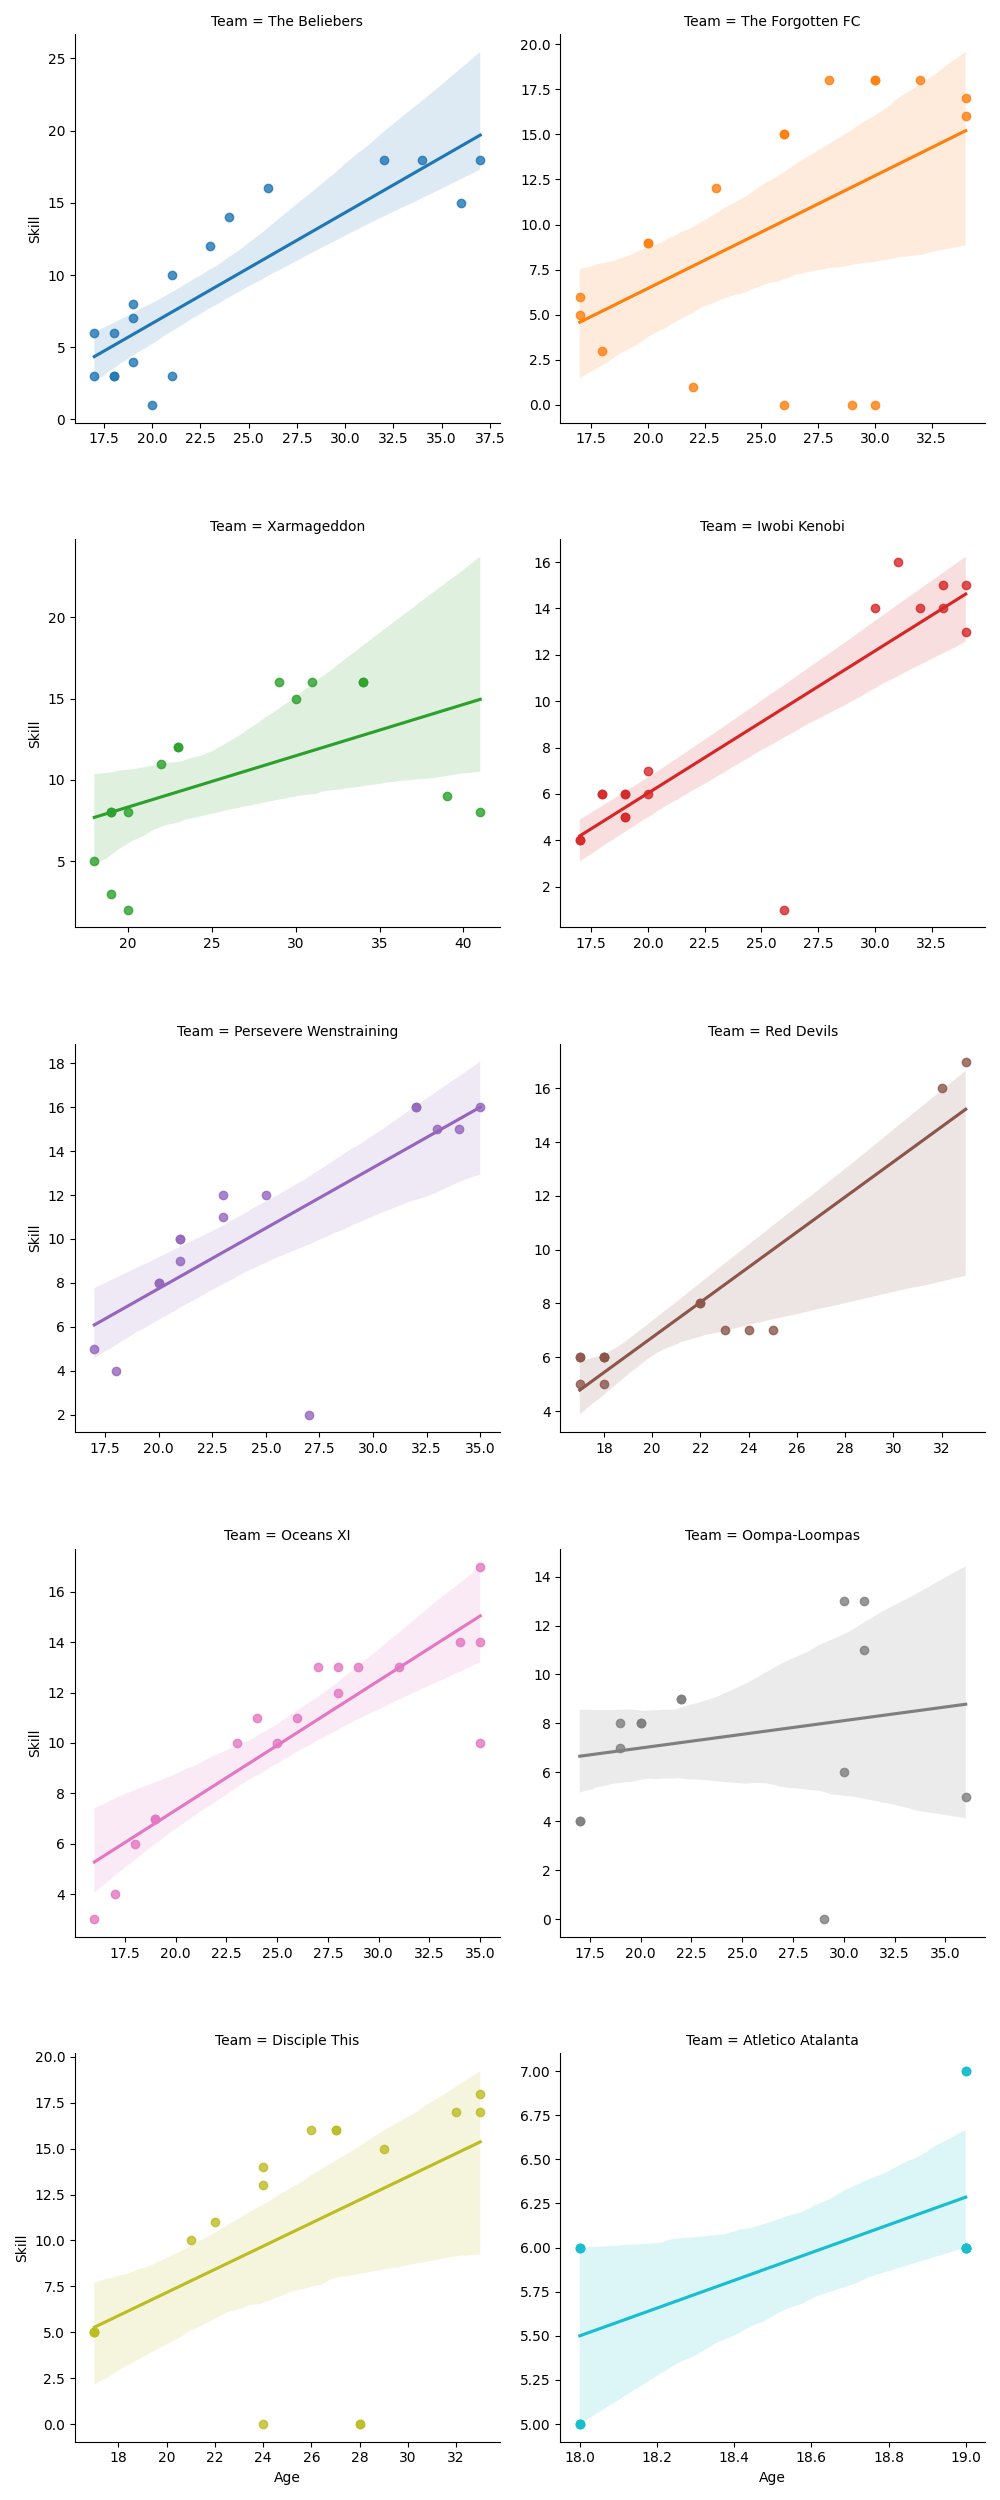 Team = The Beliebers
Team = The Forgotten FC
25
20
15
10
5
0
Skill
17.5 20.0 22.5 25.0 27.5 30.0 32.5 35.0 37.5
20.0
17.5
15.0
12.5
10.0
7.5
5.0
2.5
0.0
17.5 20.0 22.5 25.0 27.5 30.0 32.5
Team = Xarmageddon
Team = Iwobi Kenobi
20
15
10
5
Skill
20 25 30 35 40
16
14
12
10
8
6
4
2
17.5 20.0 22.5 25.0 27.5 30.0 32.5
Team = Persevere Wenstraining
Team = Red Devils
18
16
14
12
10
8
6
4
2
Skill
17.5 20.0 22.5 25.0 27.5 30.0 32.5 35.0
16
14
12
10
8
6
4
18 20 22 24 26 28 30 32
Team = Oceans XI
Team = Oompa-Loompas
16
14
12
10
8
6
4
Skill
17.5 20.0 22.5 25.0 27.5 30.0 32.5 35.0
14
12
10
8
6
4
2
0
17.5 20.0 22.5 25.0 27.5 30.0 32.5 35.0
Team = Disciple This
Team = Atletico Atalanta
20.0
17.5
15.0
12.5
10.0
7.5
5.0
2.5
0.0
Skill
18 20 22 24 26 28 30 32
Age
7.00
6.75
6.50
6.25
6.00
5.75
5.50
5.25
5.00
18.0 18.2 18.4 18.6 18.8 19.0
Age